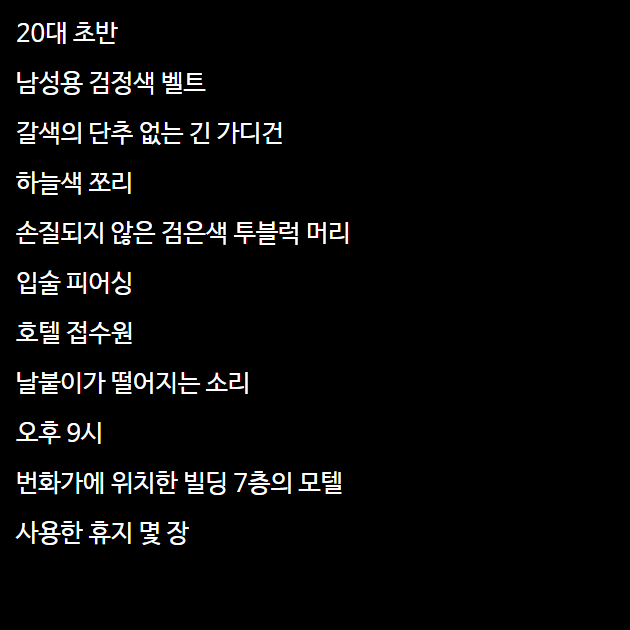 20대 초반
남성용 검정색 벨트
갈색의 단추 없는 긴 가디건
하늘색 쪼리
손질되지 않은 검은색 투블럭 머리
입술 피어싱
호텔 접수원
날붙이가 떨어지는 소리
오후 9시
번화가에 위치한 빌딩 7층의 모텔
사용한 휴지 몇 장